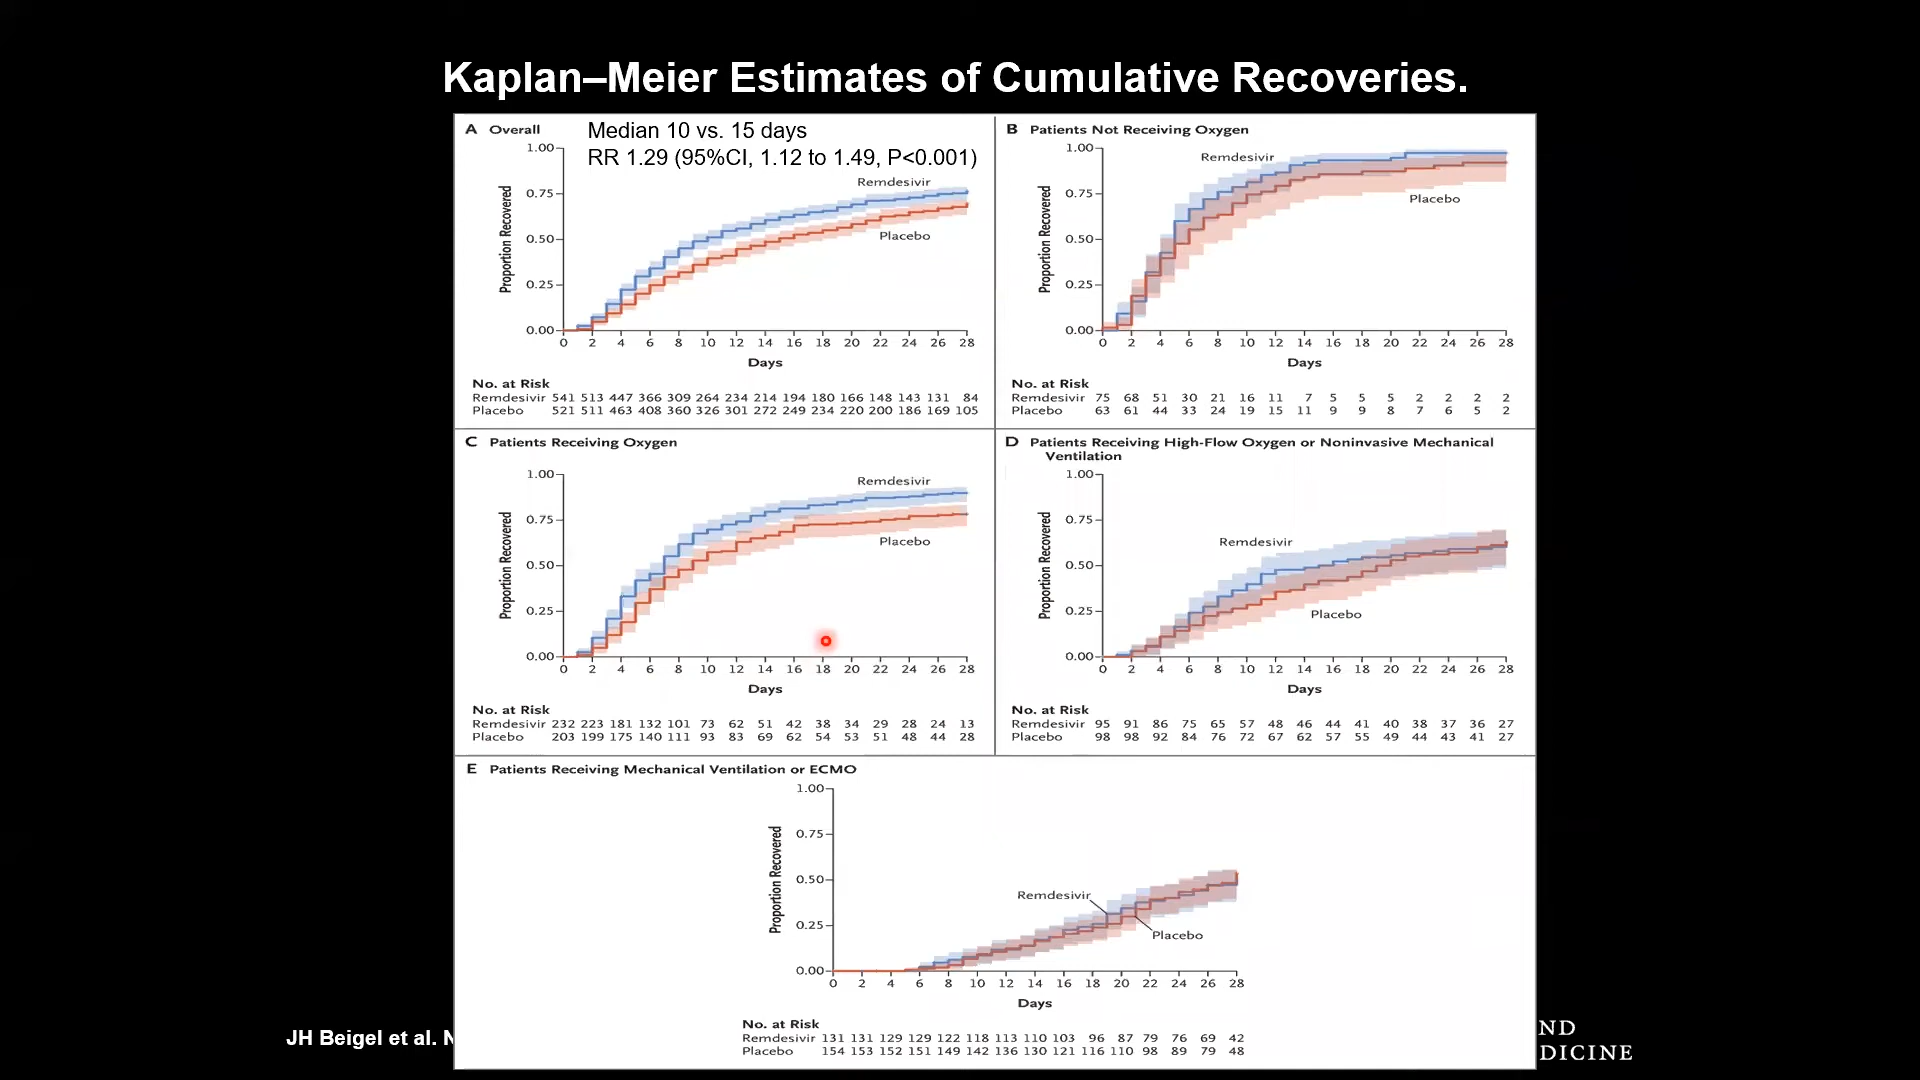 Kaplan–Meier Estimates of Cumulative Recoveries.
A Overall
Median 10 vs. 15 days
RR 1.29 (95%CI, 1.12 to 1.49, P<0.001)
Proportion Recovered
1.00
0.75
0.50
0.25
0.00
Remdesivir
Placebo
0 2 4 6 8 10 12 14 16 18 20 22 24 26 28
Days
No. at Risk
Remdesivir 541 513 447 366 309 264 234 214 194 180 166 148 143 131 84
Placebo 521 511 463 408 360 326 301 272 249 234 220 200 186 169 105
B Patients Not Receiving Oxygen
Proportion Recovered
1.00
0.75
0.50
0.25
0.00
Remdesivir
Placebo
0 2 4 6 8 10 12 14 16 18 20 22 24 26 28
Days
No. at Risk
Remdesivir 75 68 51 30 21 16 11 7 5 5 5 2 2 2 2
Placebo 63 61 44 33 24 19 15 11 9 9 8 7 6 5 2
C Patients Receiving Oxygen
Proportion Recovered
1.00
0.75
0.50
0.25
0.00
Remdesivir
Placebo
0 2 4 6 8 10 12 14 16 18 20 22 24 26 28
Days
No. at Risk
Remdesivir 232 223 181 132 101 73 62 51 42 38 34 29 28 24 13
Placebo 203 199 175 140 111 93 83 69 62 54 53 51 48 44 28
D Patients Receiving High-Flow Oxygen or Noninvasive Mechanical
Ventilation
Proportion Recovered
1.00
0.75
0.50
0.25
0.00
Remdesivir
Placebo
0 2 4 6 8 10 12 14 16 18 20 22 24 26 28
Days
No. at Risk
Remdesivir 95 91 86 75 65 57 48 46 44 41 40 38 37 36 27
Placebo 98 98 92 84 76 72 67 62 57 55 49 44 43 41 27
E Patients Receiving Mechanical Ventilation or ECMO
Proportion Recovered
1.00
0.75
0.50
0.25
0.00
Remdesivir
Placebo
0 2 4 6 8 10 12 14 16 18 20 22 24 26 28
Days
No. at Risk
Remdesivir 131 131 129 129 122 118 113 110 103 96 87 79 76 69 42
Placebo 154 153 152 151 149 142 136 130 121 116 110 98 89 79 48
JH Beigel et al. N
ND
DICINE